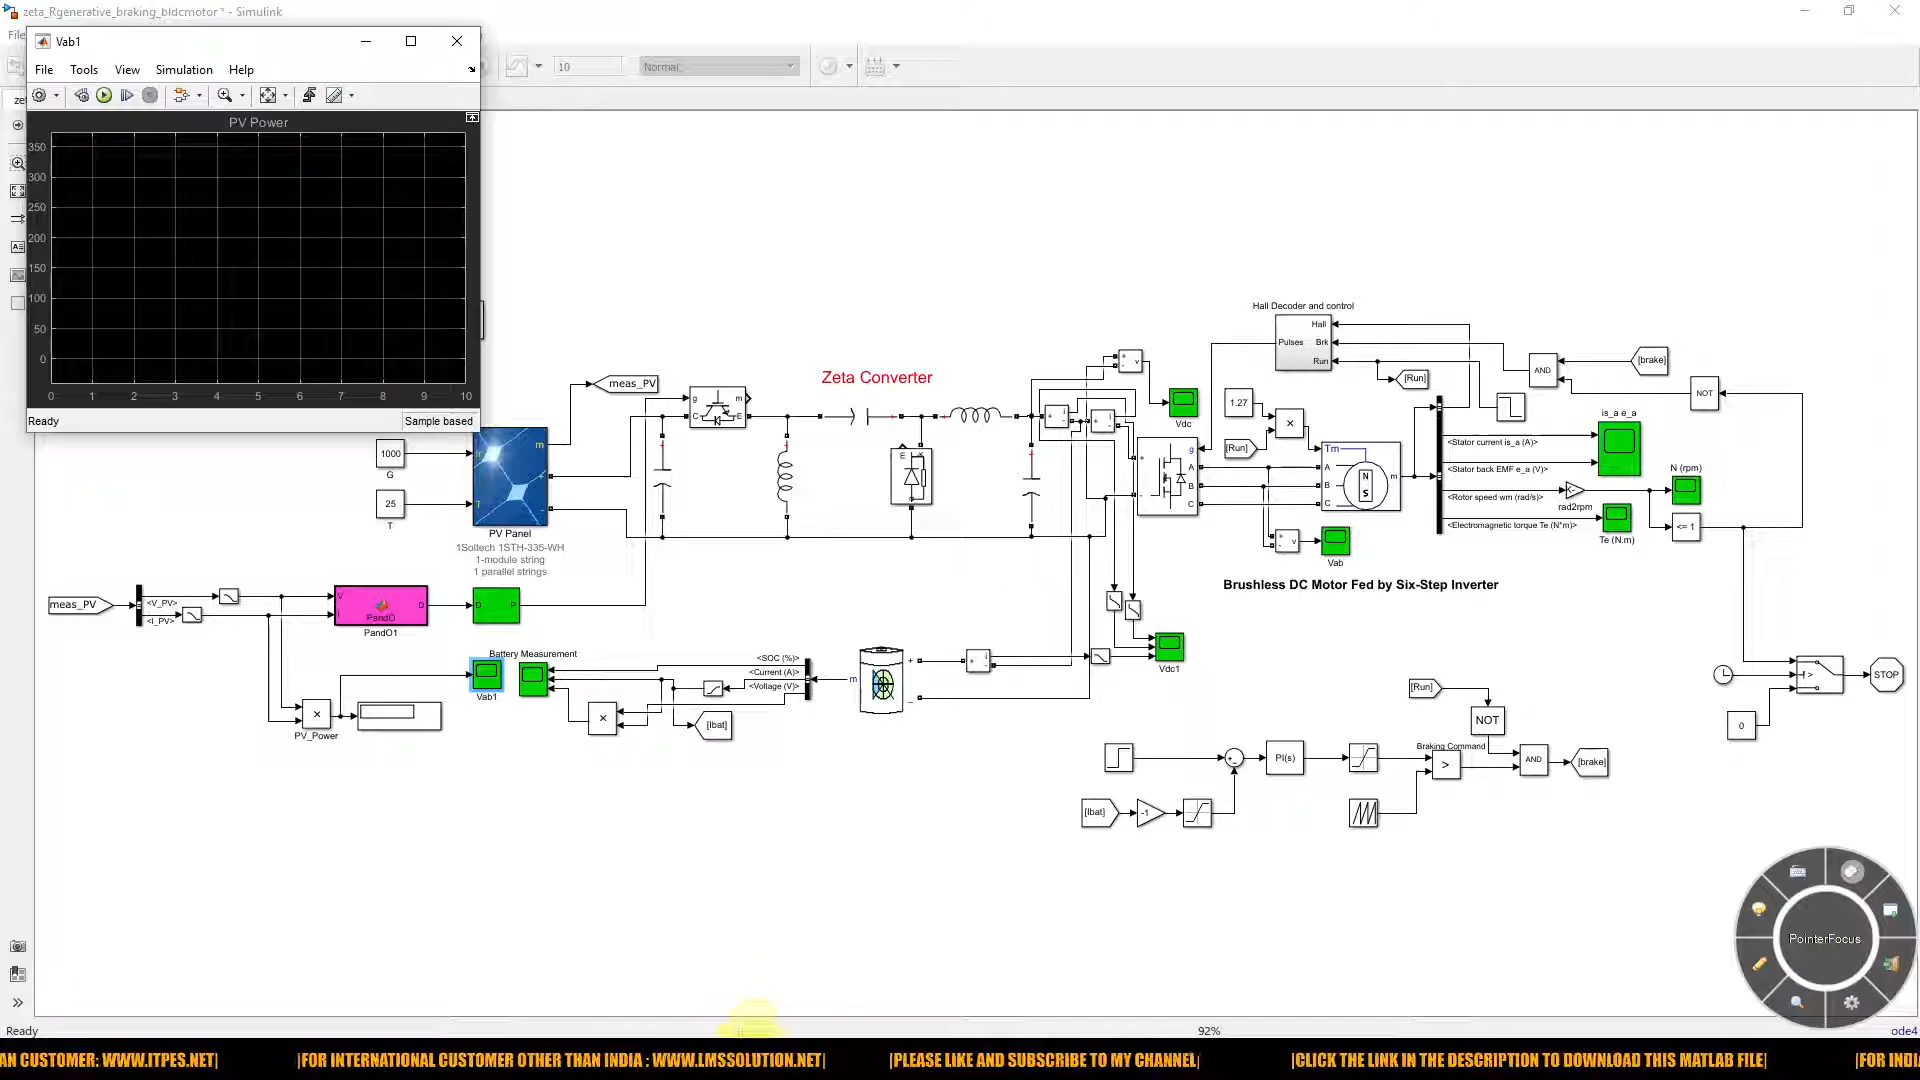 zeta_Rgenerative_braking_bldcmotor * - Simulink
File
Vab1
File Tools View Simulation Help
10
Normal
PV Power
350
300
250
200
150
100
50
0
0 1 2 3 4 5 6 7 8 9 10
Ready
Sample based
Hall Decoder and control
Hall
Pulses
Brk
Run
[Run]
AND
[brake]
NOT
meas_PV
g
m
C
E
Zeta Converter
1.27
×
[Run]
Vdc
is_a e_a
<Stator current is_a (A)>
<Stator back EMF e_a (V)>
<Rotor speed wm (rad/s)>
<Electromagnetic torque Te (N*m)>
rad2rpm
N (rpm)
<= 1
Te (N.m)
Tm
A
B
C
N
S
m
g
A
B
C
Vab
Brushless DC Motor Fed by Six-Step Inverter
1000
G
25
T
Ir
T
m
+
-
PV Panel
1Soltech 1STH-335-WH
1-module string
1 parallel strings
meas_PV
<V_PV>
<I_PV>
V
I
D
PandO
PandO1
D
P
Vab1
Battery Measurement
<SOC (%)>
<Current (A)>
<Voltage (V)>
m
×
PV_Power
×
[Ibat]
Vdc1
[Run]
NOT
Braking Command
PI(s)
>
AND
[brake]
[Ibat]
-1
0
STOP
PointerFocus
Ready
92%
ode4
AN CUSTOMER: WWW.ITPES.NET| |FOR INTERNATIONAL CUSTOMER OTHER THAN INDIA : WWW.LMSSOLUTION.NET| |PLEASE LIKE AND SUBSCRIBE TO MY CHANNEL| |CLICK THE LINK IN THE DESCRIPTION TO DOWNLOAD THIS MATLAB FILE| |FOR INDI